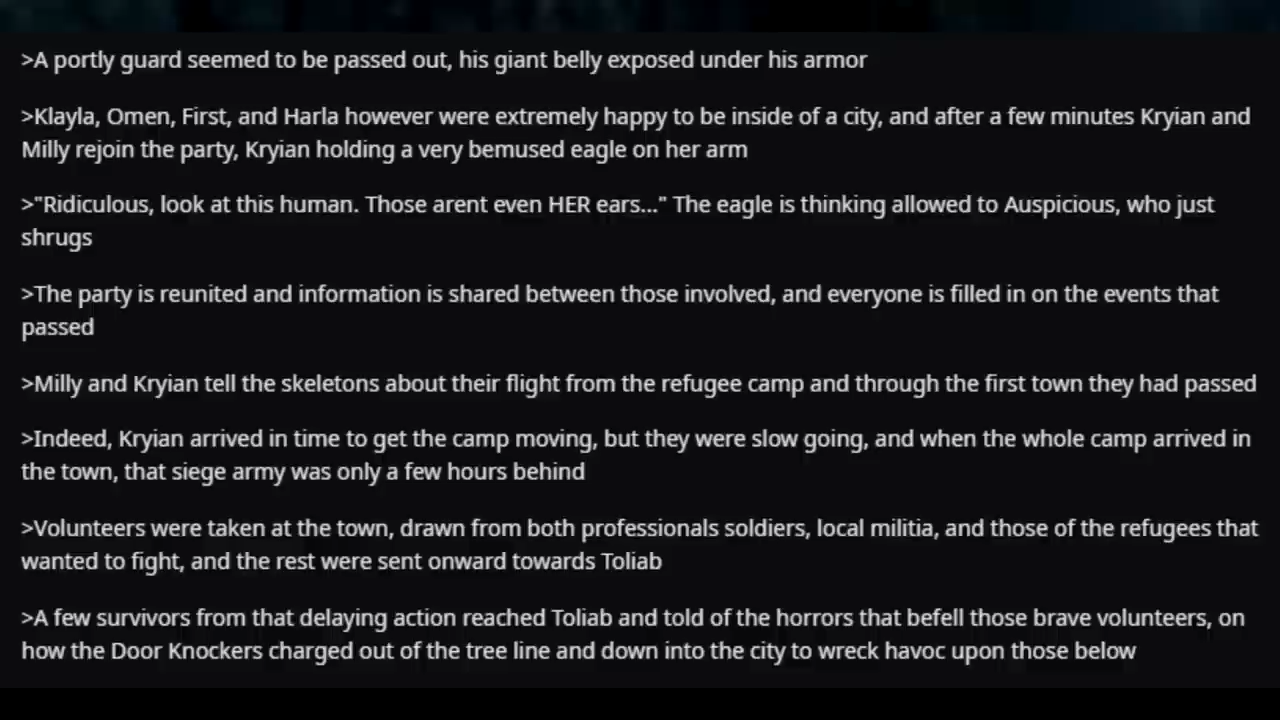 >A portly guard seemed to be passed out, his giant belly exposed under his armor
>Klayla, Omen, First, and Harla however were extremely happy to be inside of a city, and after a few minutes Kryian and
Milly rejoin the party, Kryian holding a very bemused eagle on her arm
>"Ridiculous, look at this human. Those arent even HER ears..." The eagle is thinking allowed to Auspicious, who just
shrugs
>The party is reunited and information is shared between those involved, and everyone is filled in on the events that
passed
>Milly and Kryian tell the skeletons about their flight from the refugee camp and through the first town they had passed
>Indeed, Kryian arrived in time to get the camp moving, but they were slow going, and when the whole camp arrived in
the town, that siege army was only a few hours behind
>Volunteers were taken at the town, drawn from both professionals soldiers, local militia, and those of the refugees that
wanted to fight, and the rest were sent onward towards Toliab
>A few survivors from that delaying action reached Toliab and told of the horrors that befell those brave volunteers, on
how the Door Knockers charged out of the tree line and down into the city to wreck havoc upon those below